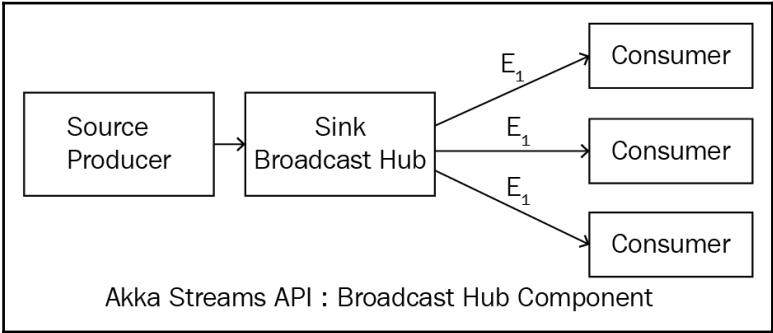 Source
Producer
Sink
Broadcast Hub
E1
E1
E1
Consumer
Consumer
Consumer
Akka Streams API : Broadcast Hub Component